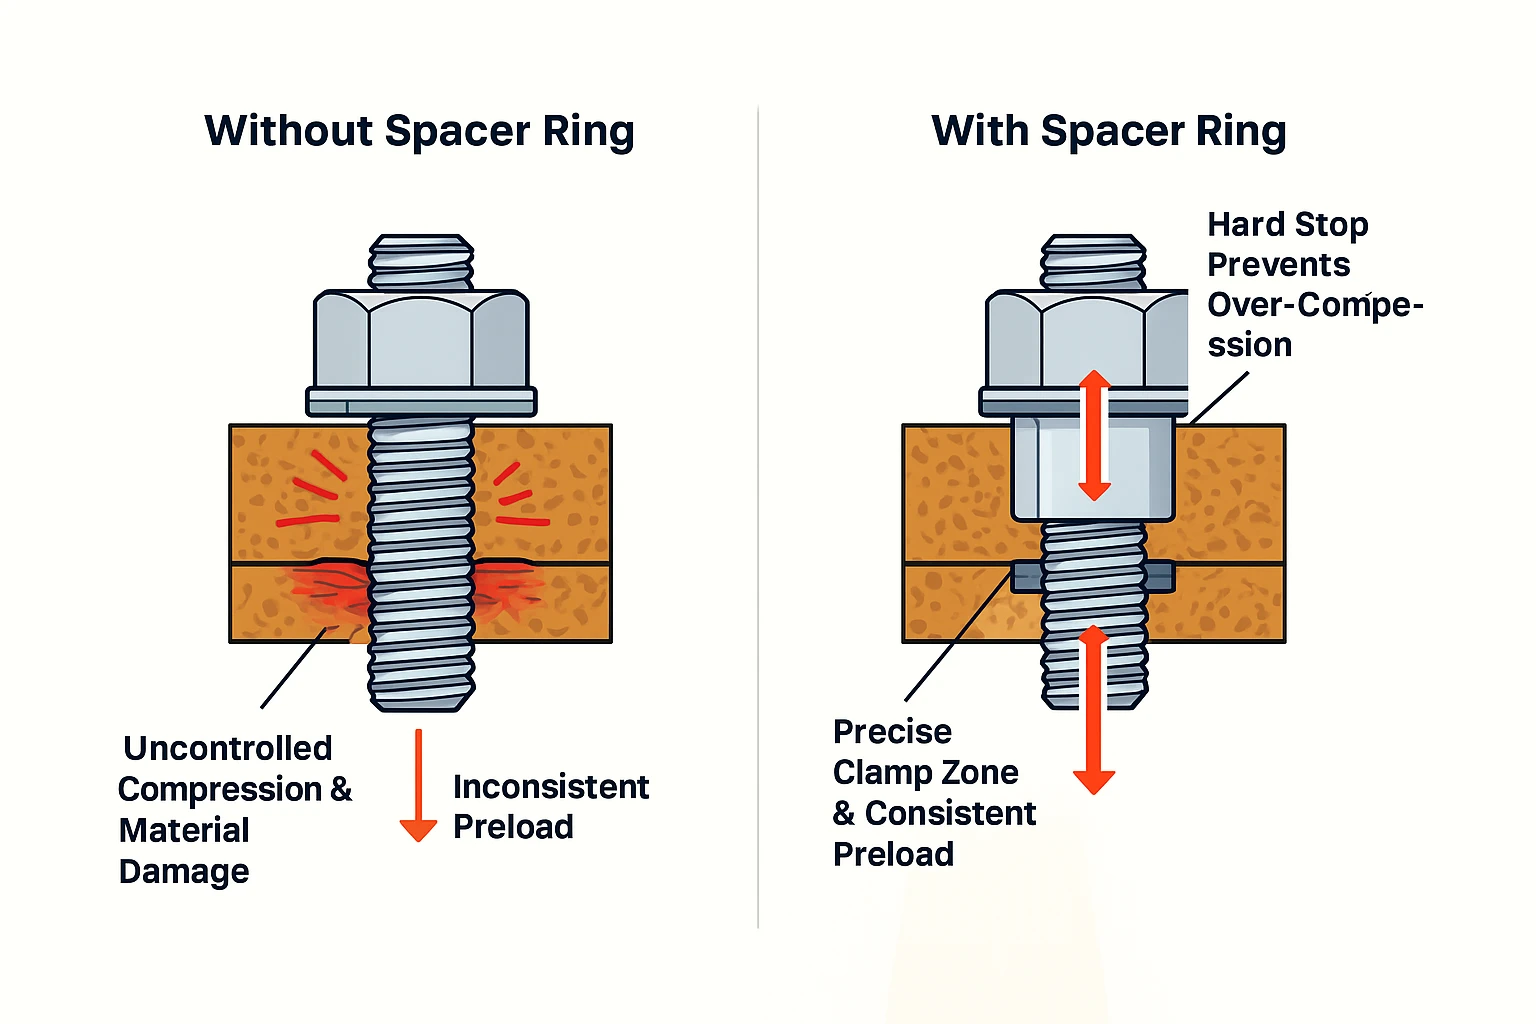 Without Spacer Ring
With Spacer Ring
Hard Stop
Prevents
Over-Compe-
ssion
Uncontrolled
Compression &
Material
Damage
Inconsistent
Preload
Precise
Clamp Zone
& Consistent
Preload